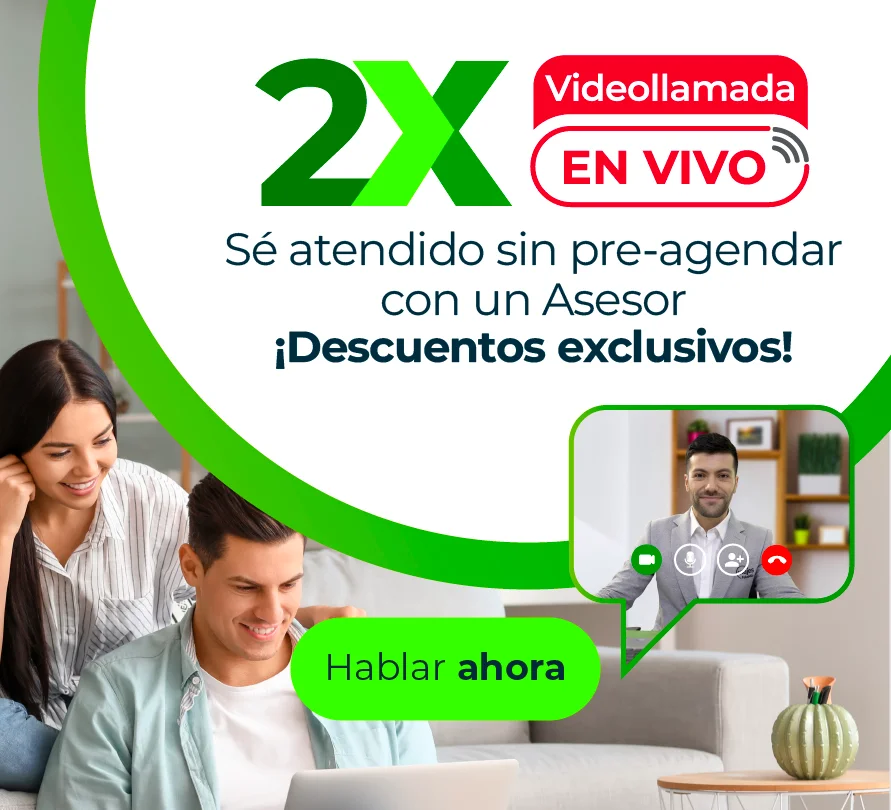 2X
Videollamada
EN VIVO
Sé atendido sin pre-agendar
con un Asesor
¡Descuentos exclusivos!
Hablar ahora